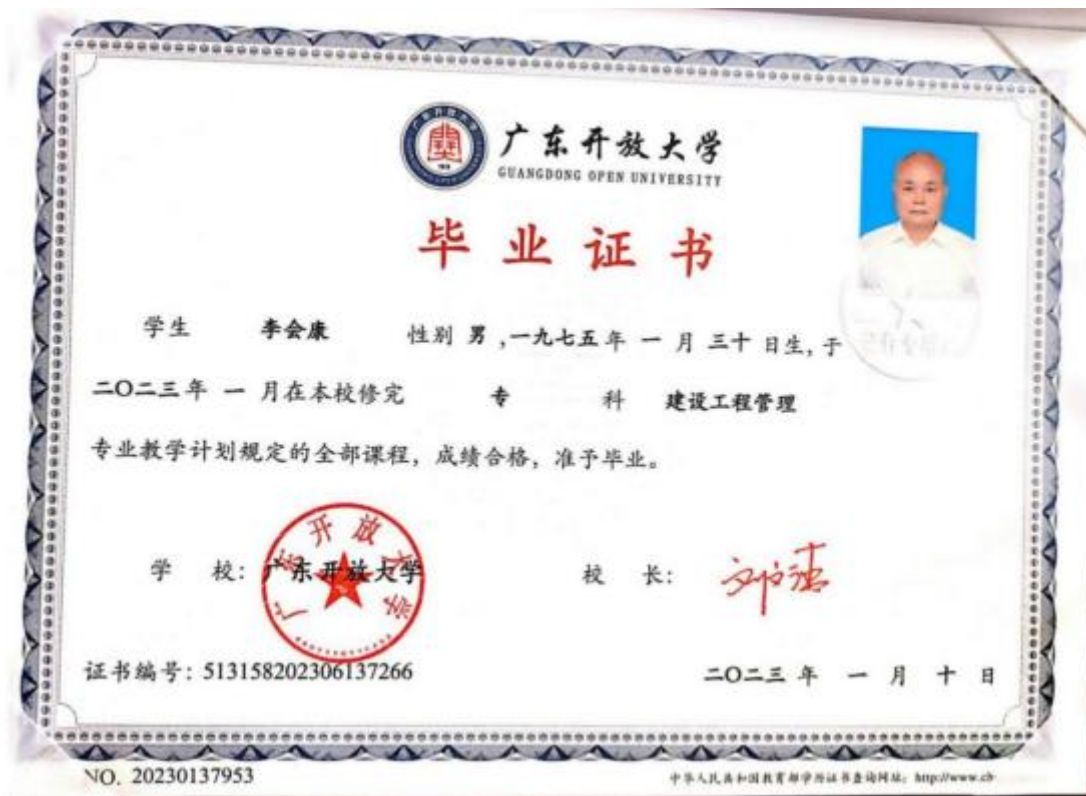 广东开放大学
GUANGDONG OPEN UNIVERSITY
毕业证书
学生 李会康 性别 男 ,一九七五年 一 月 三十 日生, 于
二〇二三年 一 月在本校修完 专 科 建设工程管理
专业教学计划规定的全部课程, 成绩合格, 准予毕业。
学 校: 广东开放大学 校 长:
广东开放大学
证书编号: 513158202306137266 二〇二三 年 一 月 十 日
NO. 20230137953 中华人民共和国教育部学历证书查询网址: http://www.ch